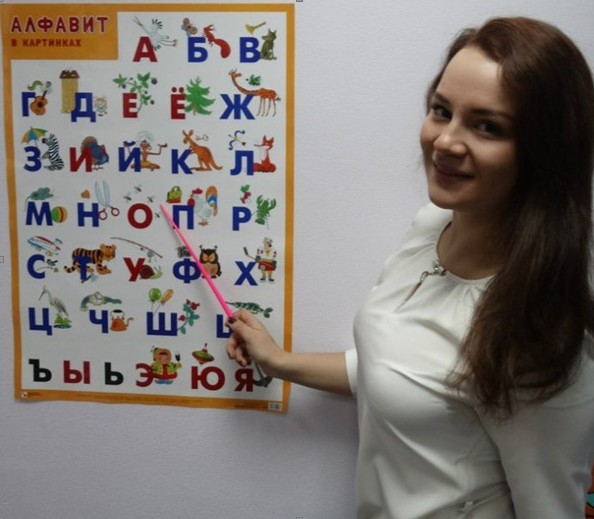 АЛФАВИТ
В КАРТИНКАХ
А Б В
Г Д Е Ё Ж
З И Й К Л
М Н О П Р
С Т У Ф Х
Ц Ч Ш
Ъ Ы Ь Э Ю Я